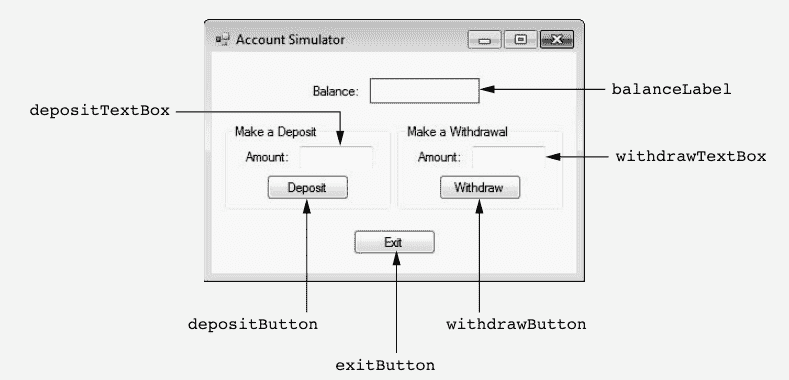 Account Simulator
Balance:
balanceLabel
depositTextBox
Make a Deposit
Make a Withdrawal
Amount:
Amount:
withdrawTextBox
Deposit
Withdraw
Exit
depositButton
withdrawButton
exitButton